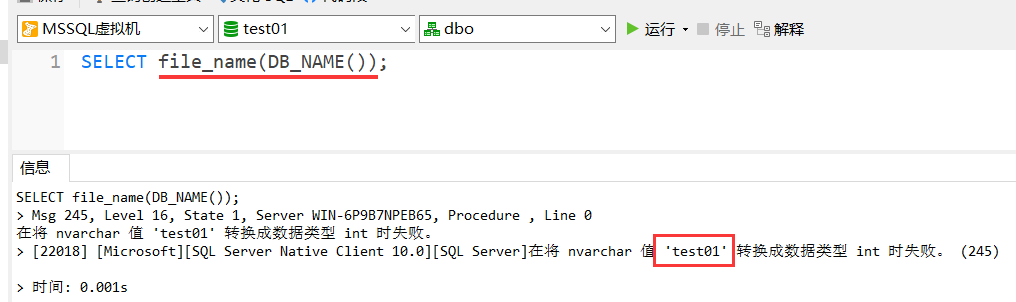 MSSQL虚拟机 test01 dbo 运行 停止 解释
1 SELECT file_name(DB_NAME());
信息
SELECT file_name(DB_NAME());
> Msg 245, Level 16, State 1, Server WIN-6P9B7NPEB65, Procedure , Line 0
在将 nvarchar 值 'test01' 转换成数据类型 int 时失败。
> [22018] [Microsoft][SQL Server Native Client 10.0][SQL Server]在将 nvarchar 值 'test01' 转换成数据类型 int 时失败。 (245)
> 时间: 0.001s